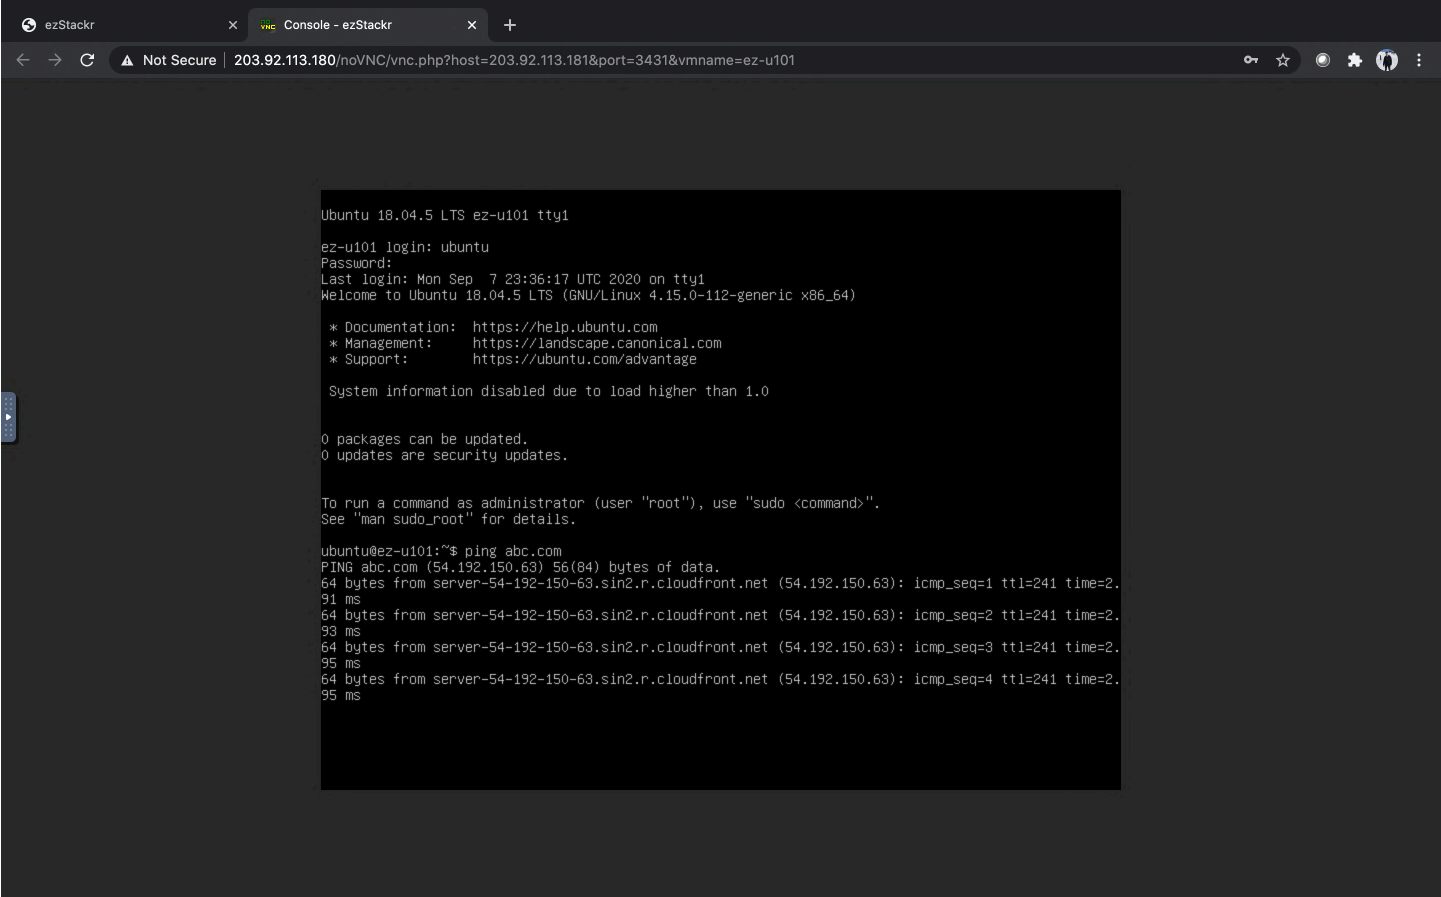 ezStackr
VNC Console - ezStackr
Not Secure 203.92.113.180/noVNC/vnc.php?host=203.92.113.181&port=3431&vmname=ez-u101
Ubuntu 18.04.5 LTS ez-u101 tty1
ez-u101 login: ubuntu
Password:
Last login: Mon Sep  7 23:36:17 UTC 2020 on tty1
Welcome to Ubuntu 18.04.5 LTS (GNU/Linux 4.15.0-112-generic x86_64)
* Documentation:  https://help.ubuntu.com
* Management:     https://landscape.canonical.com
* Support:        https://ubuntu.com/advantage
System information disabled due to load higher than 1.0
0 packages can be updated.
0 updates are security updates.
To run a command as administrator (user "root"), use "sudo <command>".
See "man sudo_root" for details.
ubuntu@ez-u101:~$ ping abc.com
PING abc.com (54.192.150.63) 56(84) bytes of data.
64 bytes from server-54-192-150-63.sin2.r.cloudfront.net (54.192.150.63): icmp_seq=1 ttl=241 time=2.
91 ms
64 bytes from server-54-192-150-63.sin2.r.cloudfront.net (54.192.150.63): icmp_seq=2 ttl=241 time=2.
93 ms
64 bytes from server-54-192-150-63.sin2.r.cloudfront.net (54.192.150.63): icmp_seq=3 ttl=241 time=2.
95 ms
64 bytes from server-54-192-150-63.sin2.r.cloudfront.net (54.192.150.63): icmp_seq=4 ttl=241 time=2.
95 ms